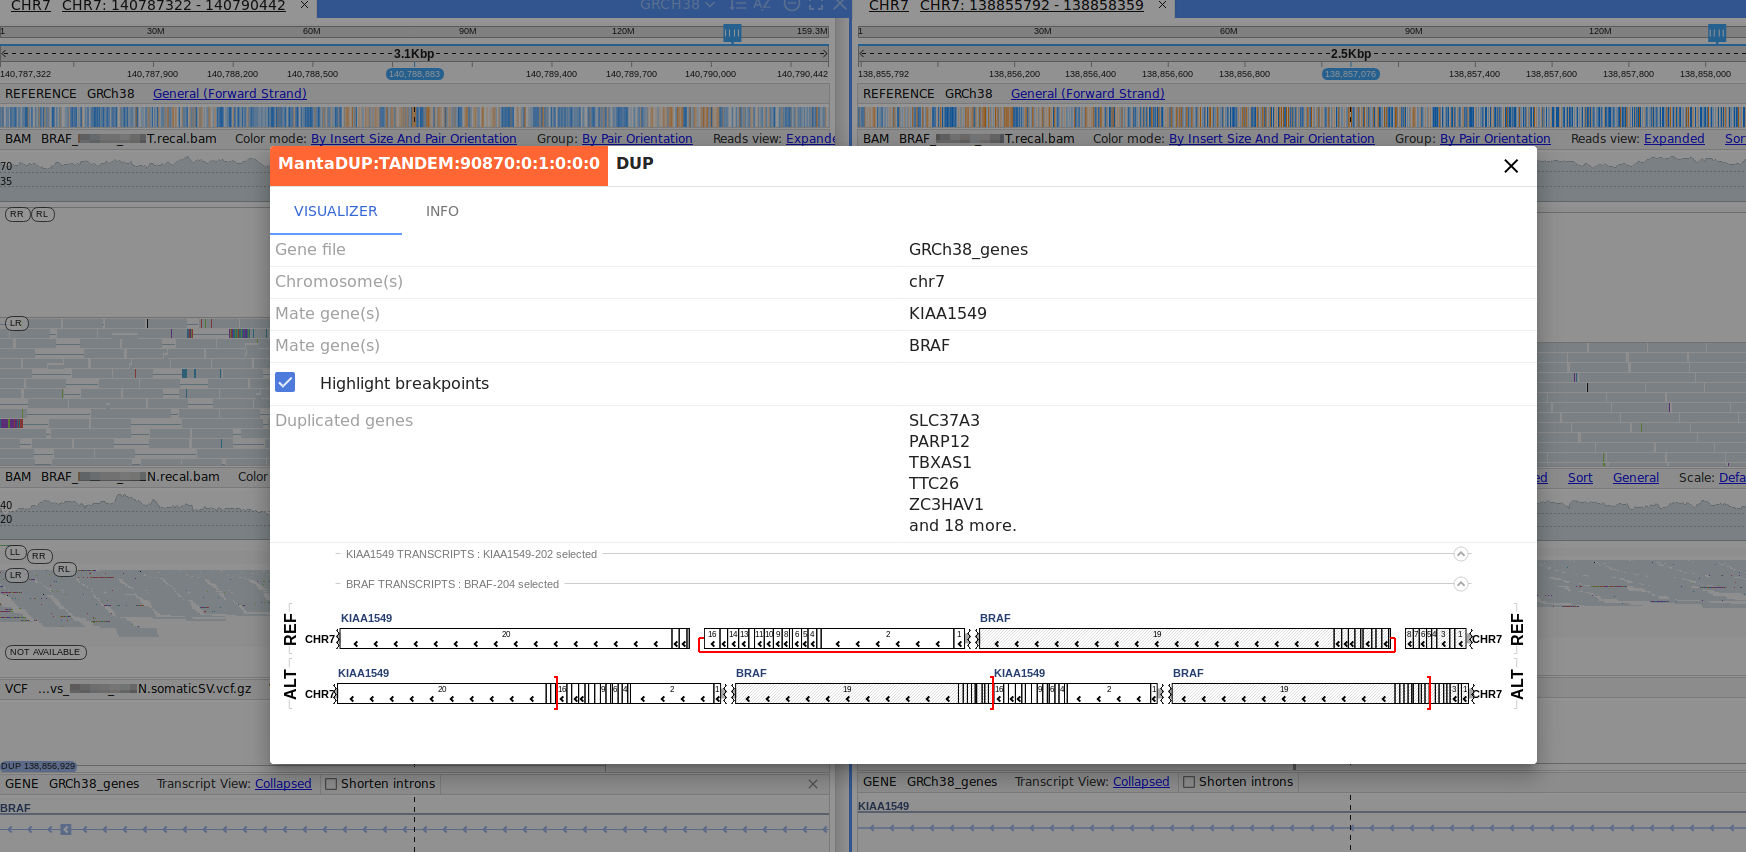 CHR7 CHR7: 140787322 - 140790442 × GRCH38 CHR7 CHR7: 138855792 - 138858359 ×
1 30M 60M 90M 120M 159.3M 1 30M 60M 90M 120M
3.1Kbp 2.5Kbp
140,787,322 140,787,900 140,788,200 140,788,500 140,788,883 140,789,400 140,789,700 140,790,000 140,790,442 138,855,792 138,856,200 138,856,400 138,856,600 138,856,800 138,857,076 138,857,400 138,857,600 138,857,800 138,858,000
REFERENCE GRCh38 General (Forward Strand) REFERENCE GRCh38 General (Forward Strand)
BAM BRAF_ T.recal.bam Color mode: By Insert Size And Pair Orientation Group: By Pair Orientation Reads view: Expande BAM BRAF_ T.recal.bam Color mode: By Insert Size And Pair Orientation Group: By Pair Orientation Reads view: Expanded Sor
MantaDUP:TANDEM:90870:0:1:0:0:0 DUP
70
35
RR RL
VISUALIZER INFO
Gene file GRCh38_genes
Chromosome(s) chr7
Mate gene(s) KIAA1549
LR
Mate gene(s) BRAF
Highlight breakpoints
Duplicated genes SLC37A3
PARP12
TBXAS1
BAM BRAF_ N.recal.bam Color ed Sort General Scale: Defa
TTC26
ZC3HAV1
and 18 more.
40
20
LL RR
KIAA1549 TRANSCRIPTS : KIAA1549-202 selected
RL
LR
BRAF TRANSCRIPTS : BRAF-204 selected
KIAA1549 BRAF
REF CHR7 20 16 14 13 11 10 9 8 6 5 4 2 1 19 8 7 6 5 4 3 1 CHR7 REF
NOT AVAILABLE
KIAA1549 BRAF KIAA1549 BRAF
ALT CHR7 20 16 9 6 4 2 1 19 16 9 6 4 2 1 19 3 1 CHR7 ALT
VCF ...vs_ N.somaticSV.vcf.gz
DUP 138,856,929
GENE GRCh38_genes Transcript View: Collapsed Shorten introns GENE GRCh38_genes Transcript View: Collapsed Shorten introns
BRAF KIAA1549